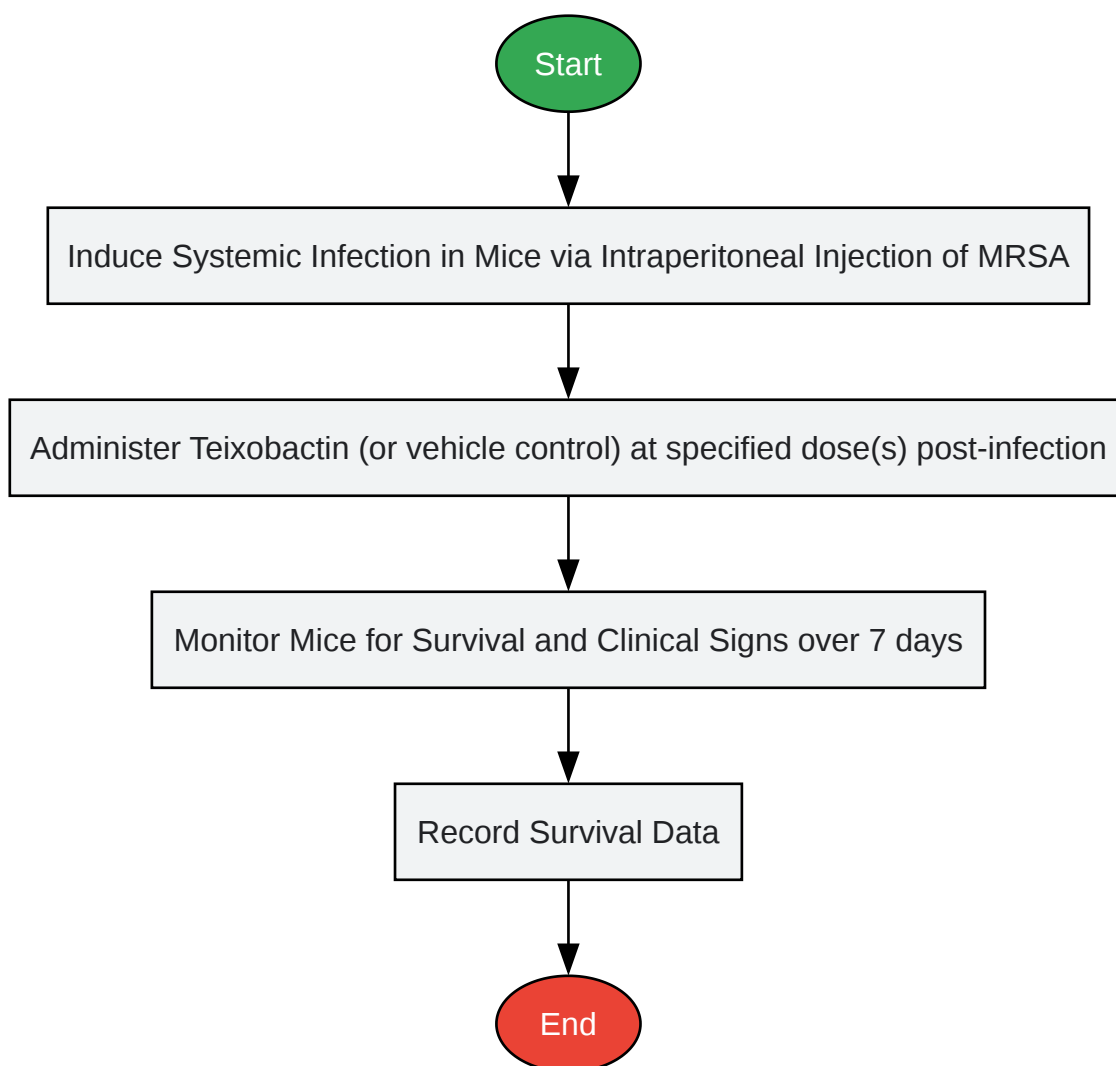 Start
Induce Systemic Infection in Mice via Intraperitoneal Injection of MRSA
Administer Teixobactin (or vehicle control) at specified dose(s) post-infection
Monitor Mice for Survival and Clinical Signs over 7 days
Record Survival Data
End